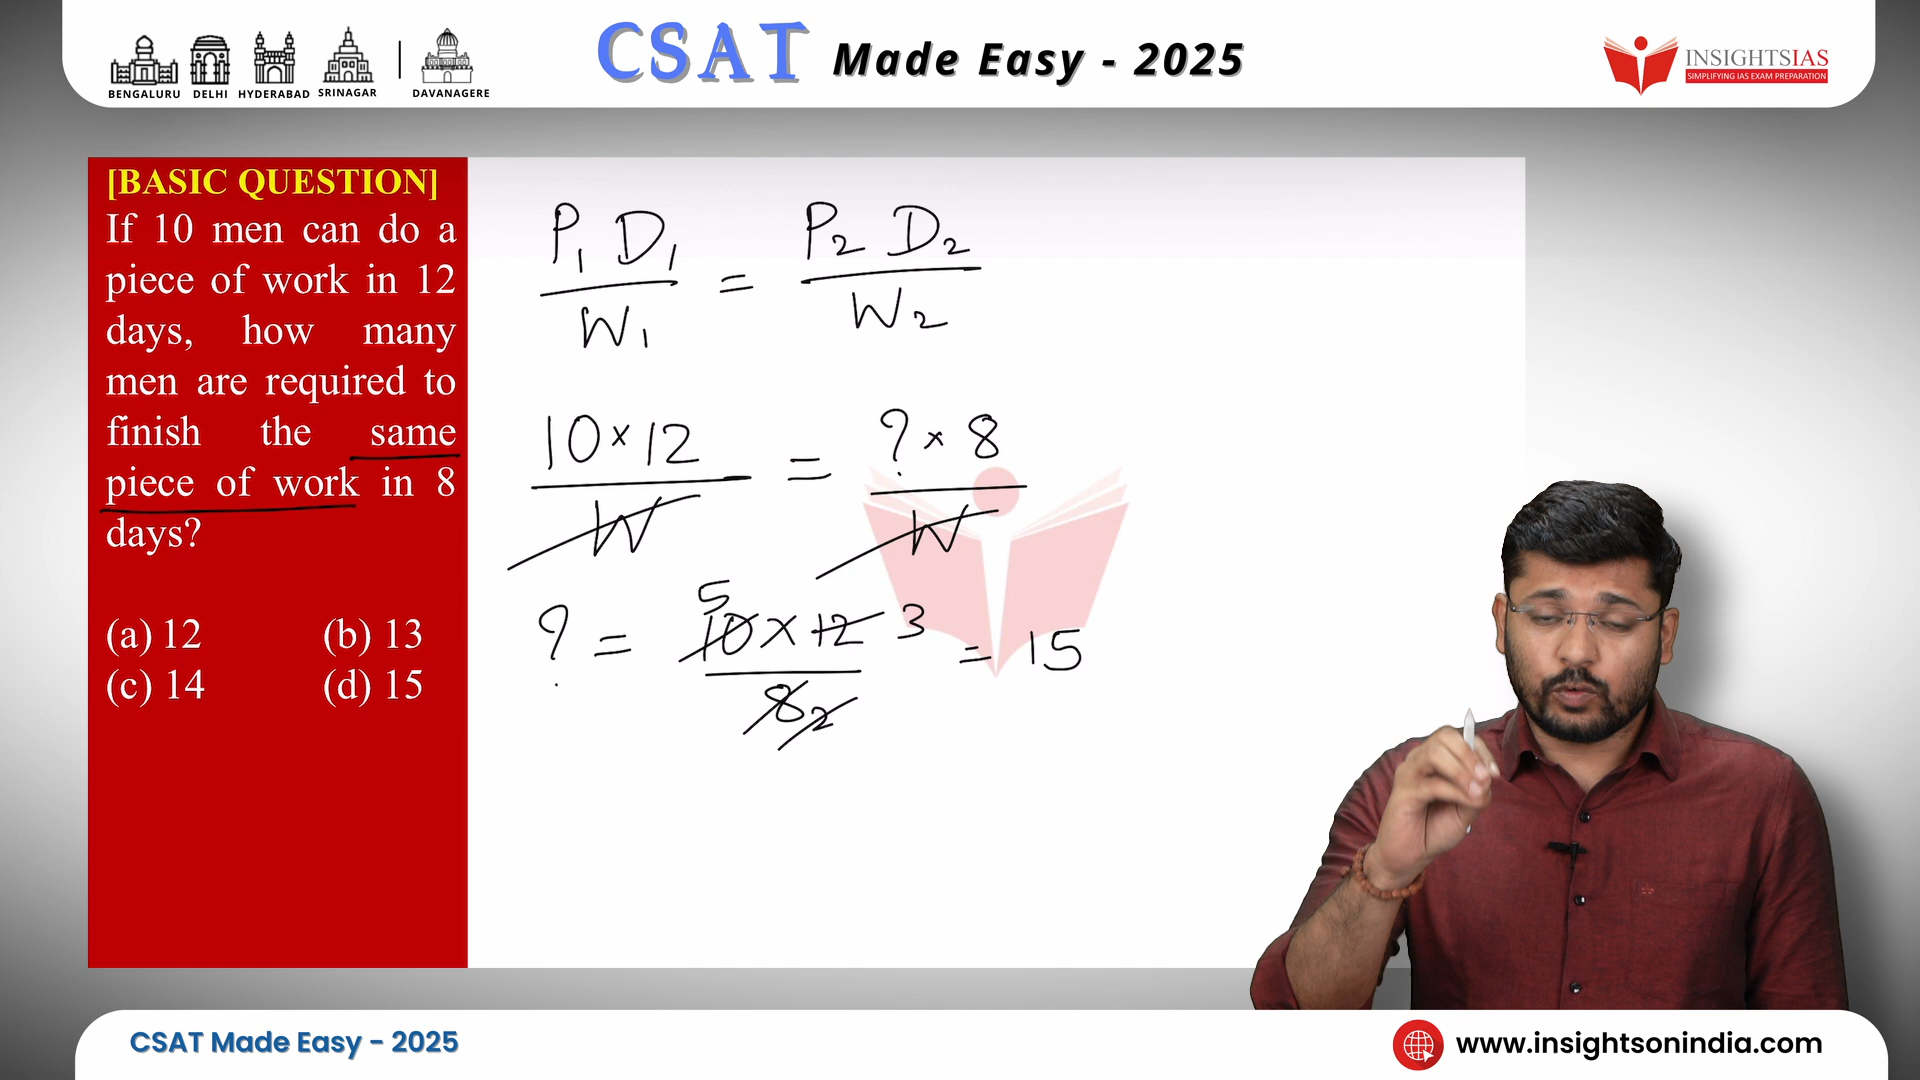 BENGALURU DELHI HYDERABAD SRINAGAR DAVANAGERE
CSAT Made Easy - 2025
INSIGHTSIAS
SIMPLIFYING IAS EXAM PREPARATION
[BASIC QUESTION]
If 10 men can do a
piece of work in 12
days, how many
men are required to
finish the same
piece of work in 8
days?
(a) 12 (b) 13
(c) 14 (d) 15
P₁ D₁ / W₁ = P₂ D₂ / W₂
10 × 12 / W = ? × 8 / W
? = 5 10 × 12 3 / 8 2 = 15
CSAT Made Easy - 2025
www.insightsonindia.com